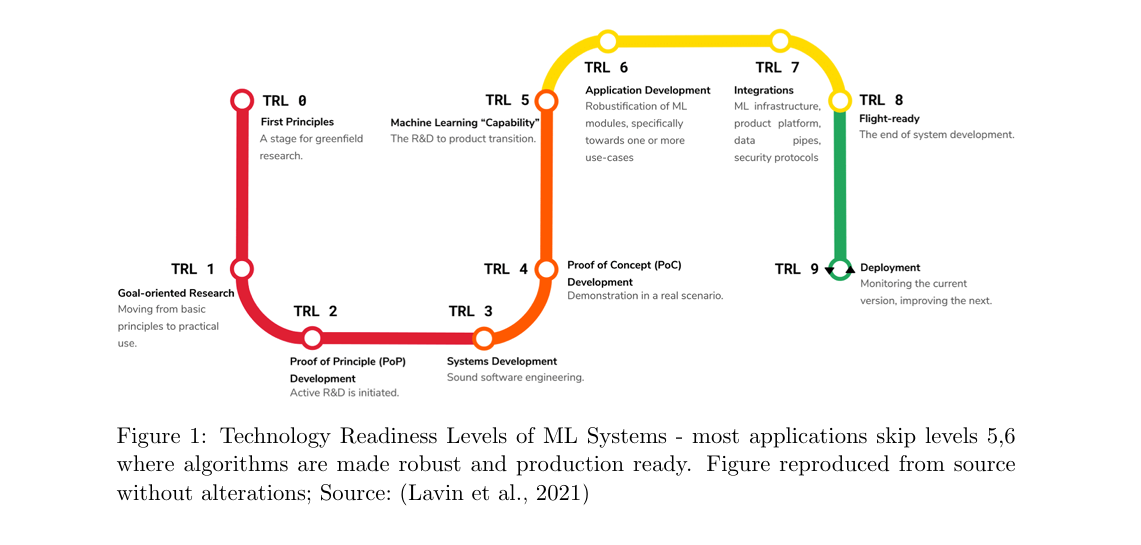 TRL 0
First Principles
A stage for greenfield
research.
TRL 1
Goal-oriented Research
Moving from basic
principles to practical
use.
TRL 2
Proof of Principle (PoP)
Development
Active R&D is initiated.
TRL 3
Systems Development
Sound software engineering.
TRL 4
Proof of Concept (PoC)
Development
Demonstration in a real scenario.
TRL 5
Machine Learning “Capability”
The R&D to product transition.
TRL 6
Application Development
Robustification of ML
modules, specifically
towards one or more
use-cases
TRL 7
Integrations
ML infrastructure,
product platform,
data pipes,
security protocols
TRL 8
Flight-ready
The end of system development.
TRL 9
Deployment
Monitoring the current
version, improving the next.
Figure 1: Technology Readiness Levels of ML Systems - most applications skip levels 5,6
where algorithms are made robust and production ready. Figure reproduced from source
without alterations; Source: (Lavin et al., 2021)